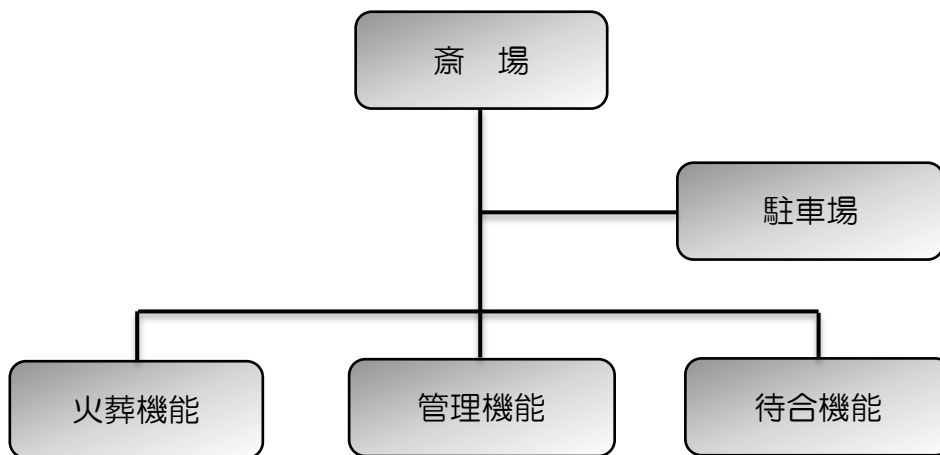 斎　場
駐車場
火葬機能
管理機能
待合機能